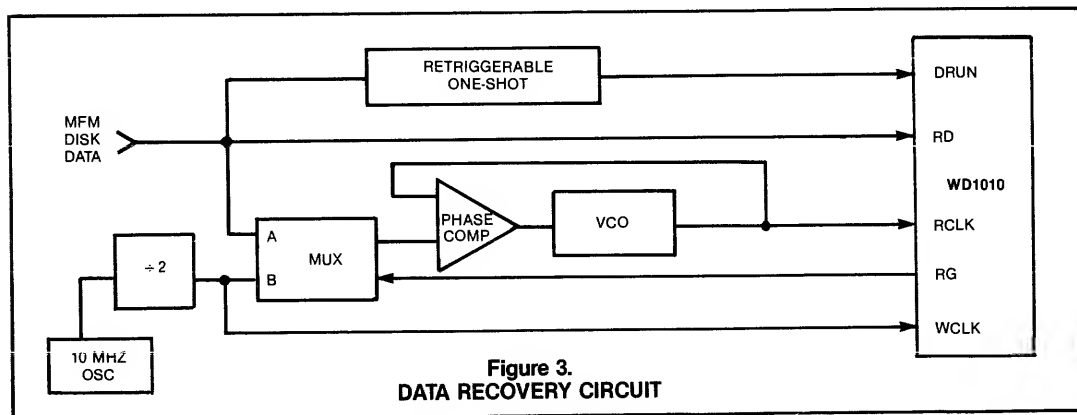 RETRIGGERABLE
ONE-SHOT
DRUN
MFM
DISK
DATA
RD
WD1010
PHASE
COMP
VCO
RCLK
A
MUX
B
÷2
RG
WCLK
10 MHZ
OSC
Figure 3.
DATA RECOVERY CIRCUIT